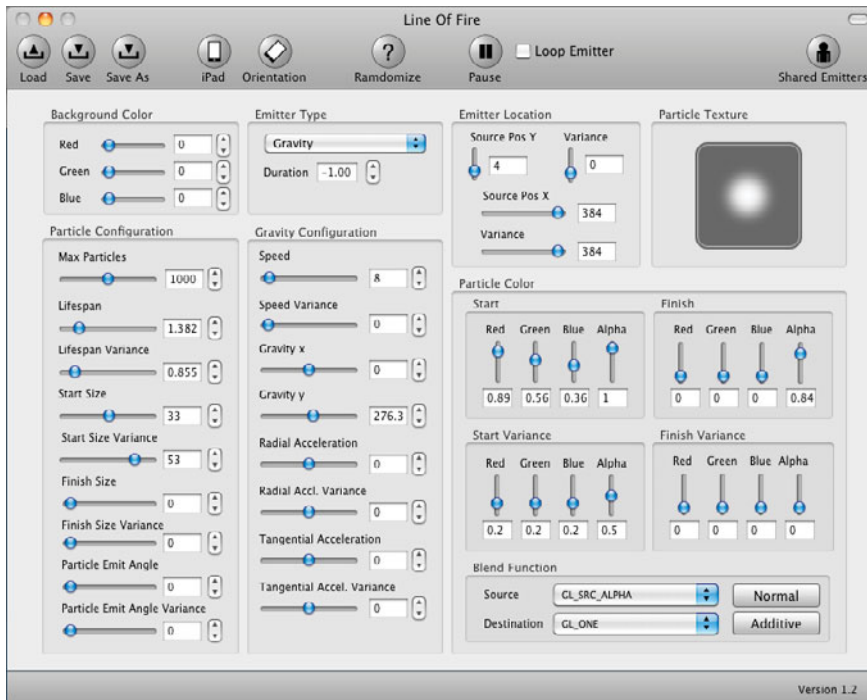 Line Of Fire
Load
Save
Save As
iPad
Orientation
?
Ramdomize
Pause
Loop Emitter
Shared Emitters
Background Color
Red 0
Green 0
Blue 0
Emitter Type
Gravity
Duration -1.00
Emitter Location
Source Pos Y Variance
4 0
Source Pos X
384
Variance
384
Particle Texture
Particle Configuration
Max Particles
1000
Lifespan
1.382
Lifespan Variance
0.855
Start Size
33
Start Size Variance
53
Finish Size
0
Finish Size Variance
0
Particle Emit Angle
0
Particle Emit Angle Variance
0
Gravity Configuration
Speed
8
Speed Variance
0
Gravity x
0
Gravity y
276.3
Radial Acceleration
0
Radial Accl. Variance
0
Tangential Acceleration
0
Tangential Accel. Variance
0
Particle Color
Start
Red Green Blue Alpha
0.89 0.56 0.36 1
Finish
Red Green Blue Alpha
0 0 0 0.84
Start Variance
Red Green Blue Alpha
0.2 0.2 0.2 0.5
Finish Variance
Red Green Blue Alpha
0 0 0 0
Blend Function
Source GL_SRC_ALPHA Normal
Destination GL_ONE Additive
Version 1.2